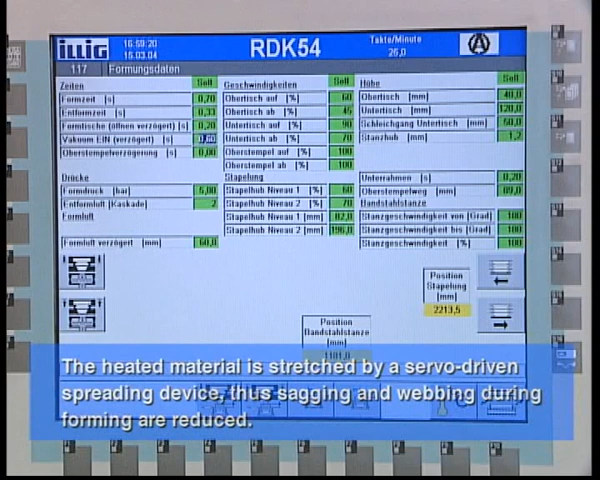 illig
16:59:20
15.03.04
RDK54
Takte/Minute
25,0
117 Formungsdaten
Zeiten Soll
Formzeit [s] 0,70
Entformzeit [s] 0,33
Formtische (öffnen verzögert) [s] 0,20
Vakuum EIN (verzögert) [s] 0,60
Oberstempelverzögerung [s] 0,00
Drücke
Formdruck [bar] 5,00
Entformluft (Kaskade) 2
Formluft
Formluft verzögert [mm] 60,0
Geschwindigkeiten Soll
Obertisch auf [%] 60
Obertisch ab [%] 45
Untertisch auf [%] 90
Untertisch ab [%] 70
Oberstempel auf [%] 100
Oberstempel ab [%] 100
Stapelung
Stapelhub Niveau 1 [%] 60
Stapelhub Niveau 2 [%] 70
Stapelhub Niveau 1 [mm] 82,0
Stapelhub Niveau 2 [mm] 196,0
Höhe Soll
Obertisch [mm] 40,0
Untertisch [mm] 120,0
Schleichgang Untertisch [mm] 50,0
Stanzhub [mm] 1,2
Unterrahmen [s] 0,20
Oberstempelweg [mm] 89,0
Bandstahlstanze
Stanzgeschwindigkeit von [Grad] 100
Stanzgeschwindigkeit bis [Grad] 100
Stanzgeschwindigkeit [%] 100
Position
Stapelung
[mm]
2213,5
Position
Bandstahlstanze
[mm]
The heated material is stretched by a servo-driven
spreading device, thus sagging and webbing during
forming are reduced.